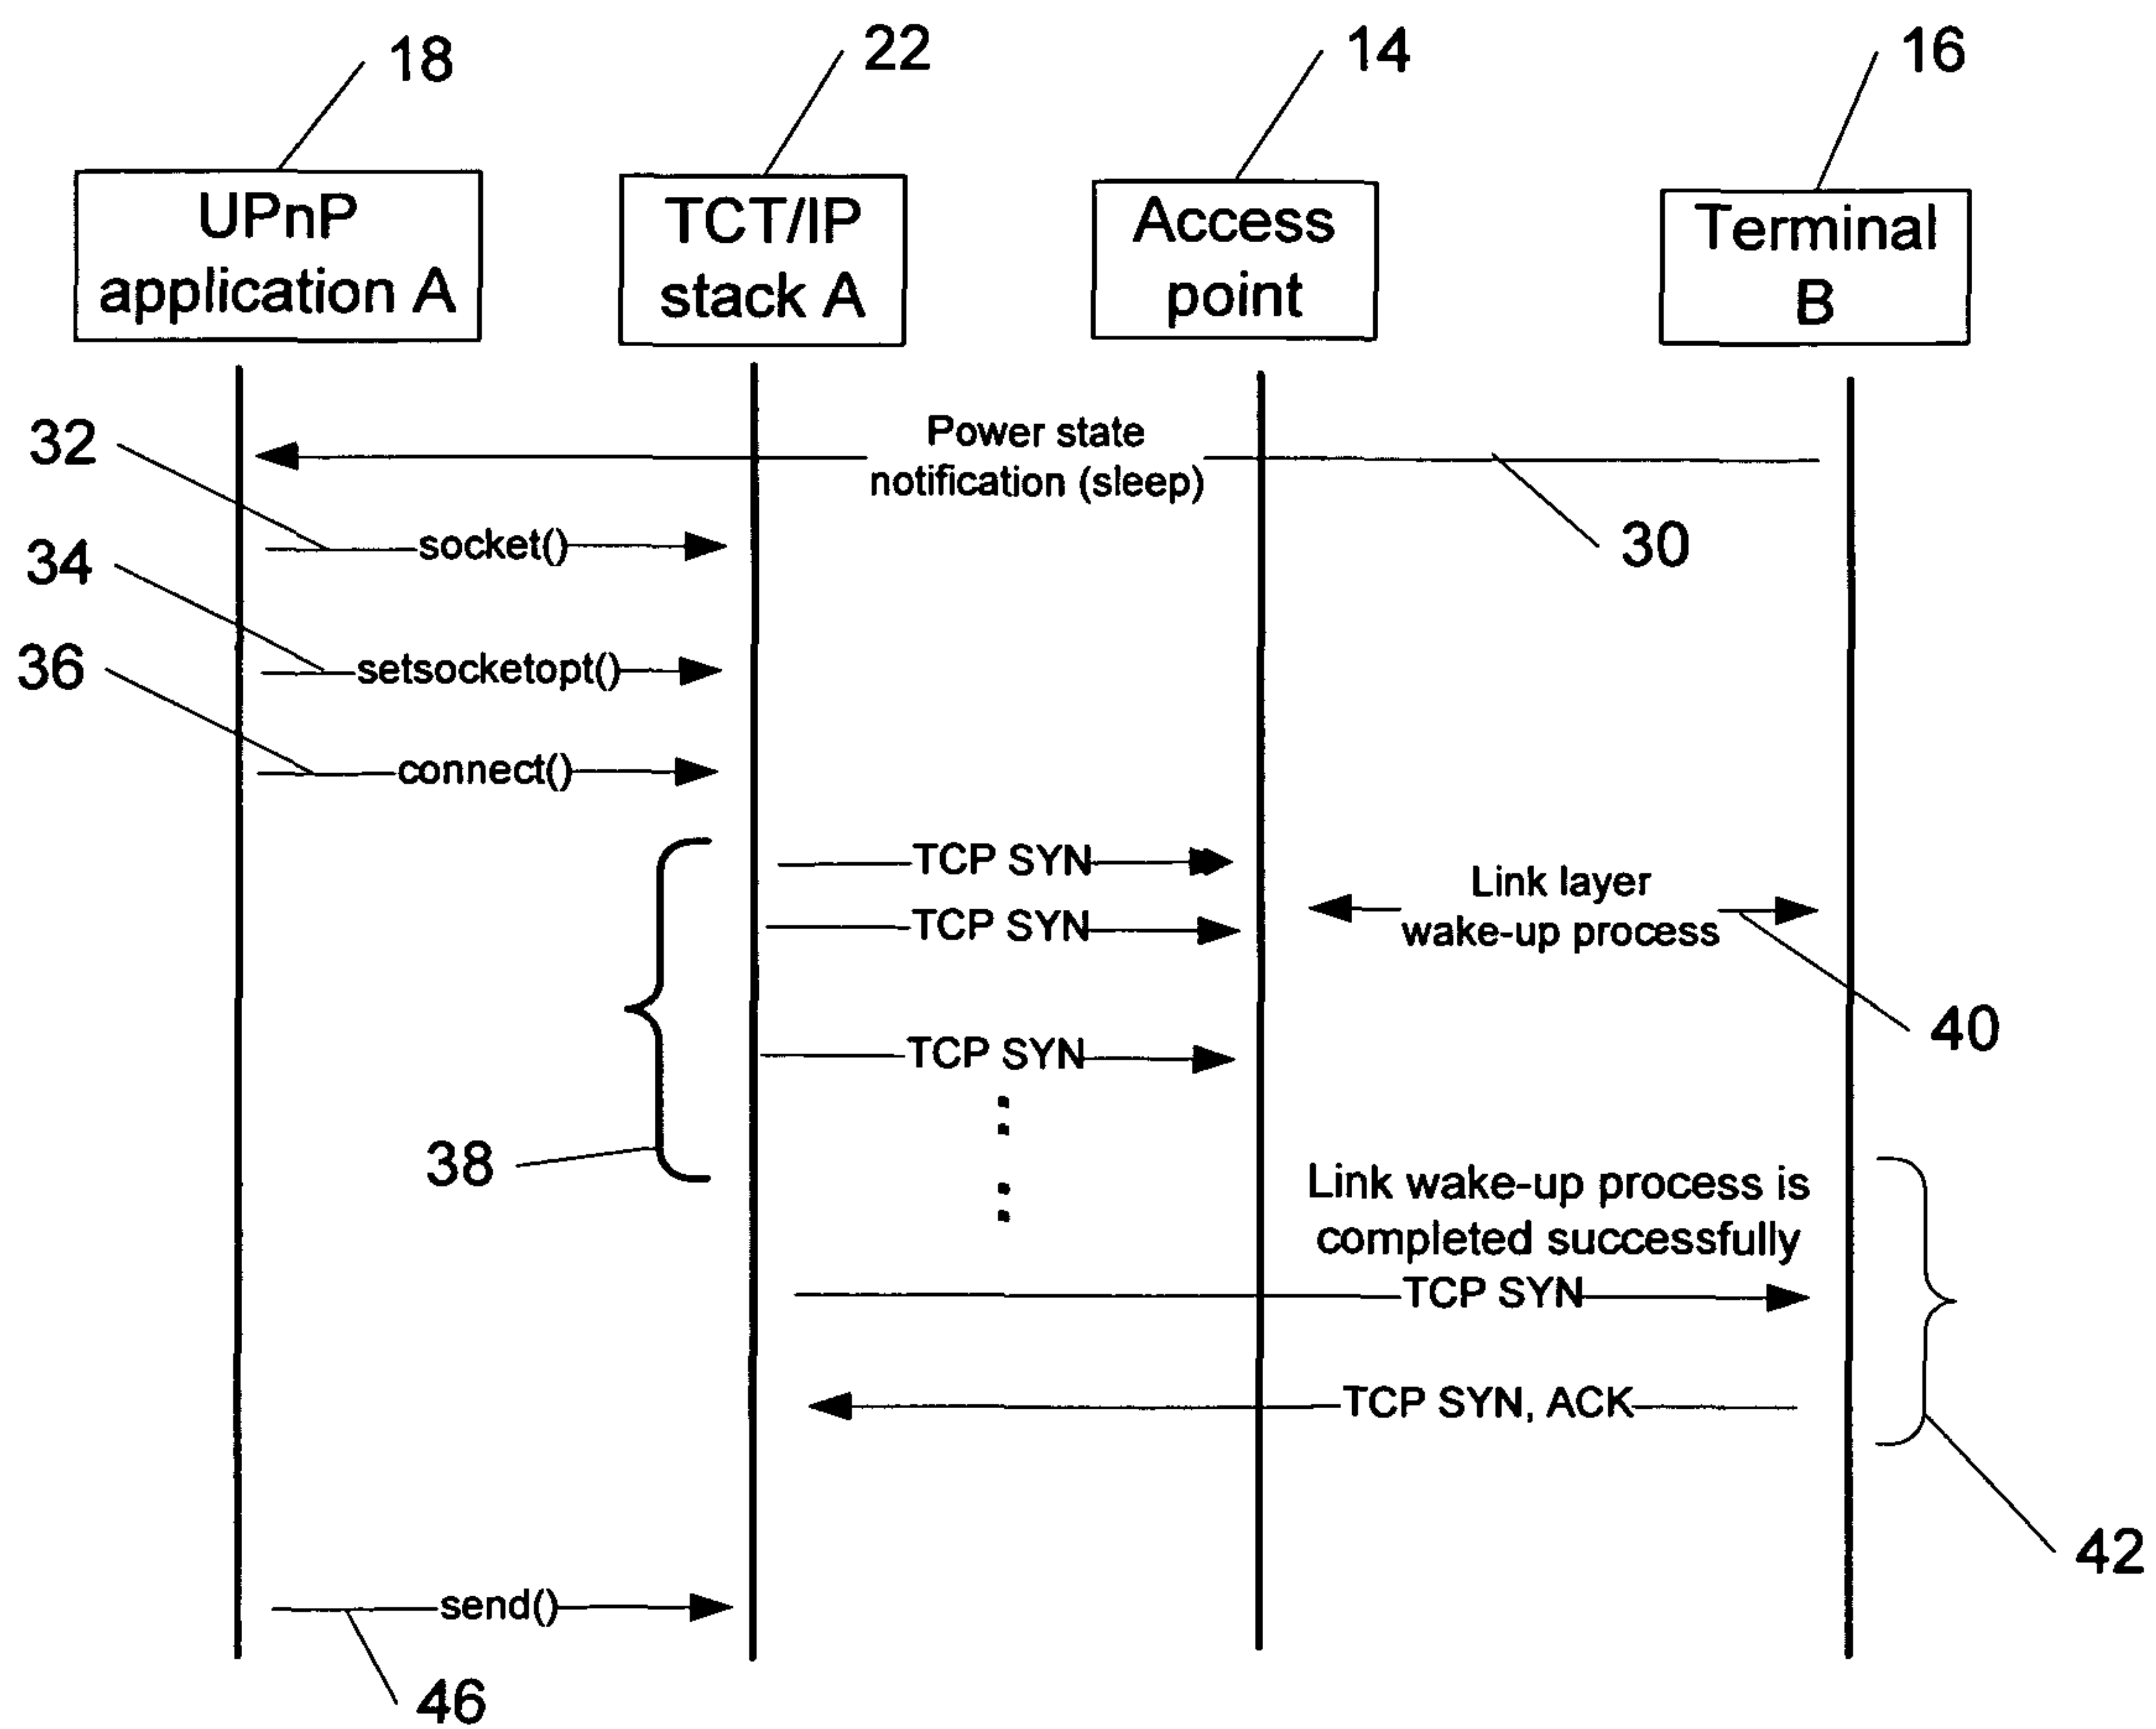 18
22
14
16
UPnP
application A
TCT/IP
stack A
Access
point
Terminal
B
Power state
notification (sleep)
32
socket()
30
34
setsocketopt()
36
connect()
TCP SYN
Link layer
wake-up process
TCP SYN
40
TCP SYN
38
Link wake-up process is
completed successfully
TCP SYN
TCP SYN, ACK
42
send()
46